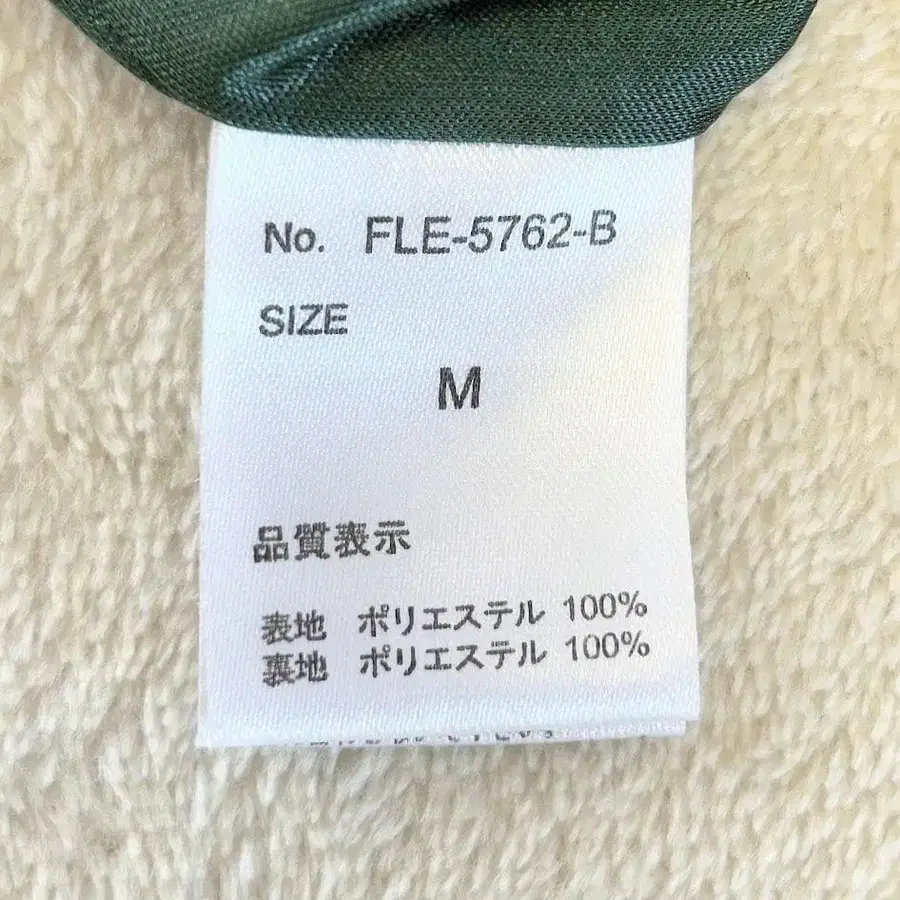 No. FLE-5762-B
SIZE
M
品質表示
表地 ポリエステル 100%
裏地 ポリエステル 100%